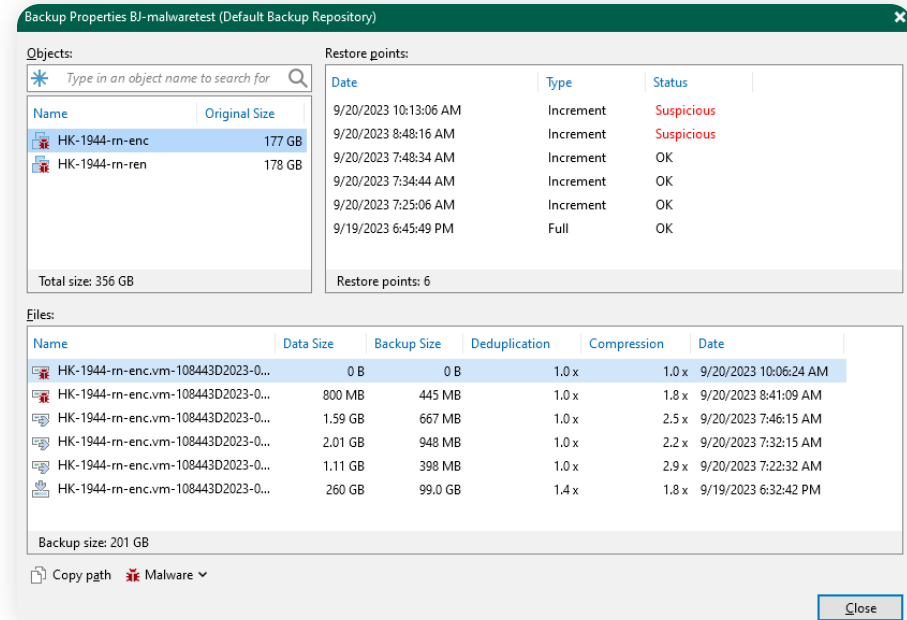 Backup Properties BJ-malwaretest (Default Backup Repository)
Objects:
Type in an object name to search for
Name Original Size
HK-1944-rn-enc 177 GB
HK-1944-rn-ren 178 GB
Total size: 356 GB
Restore points:
Date Type Status
9/20/2023 10:13:06 AM Increment Suspicious
9/20/2023 8:48:16 AM Increment Suspicious
9/20/2023 7:48:34 AM Increment OK
9/20/2023 7:34:44 AM Increment OK
9/20/2023 7:25:06 AM Increment OK
9/19/2023 6:45:49 PM Full OK
Restore points: 6
Files:
Name Data Size Backup Size Deduplication Compression Date
HK-1944-rn-enc.vm-108443D2023-0... 0 B 0 B 1.0 x 1.0 x 9/20/2023 10:06:24 AM
HK-1944-rn-enc.vm-108443D2023-0... 800 MB 445 MB 1.0 x 1.8 x 9/20/2023 8:41:09 AM
HK-1944-rn-enc.vm-108443D2023-0... 1.59 GB 667 MB 1.0 x 2.5 x 9/20/2023 7:46:15 AM
HK-1944-rn-enc.vm-108443D2023-0... 2.01 GB 948 MB 1.0 x 2.2 x 9/20/2023 7:32:15 AM
HK-1944-rn-enc.vm-108443D2023-0... 1.11 GB 398 MB 1.0 x 2.9 x 9/20/2023 7:22:32 AM
HK-1944-rn-enc.vm-108443D2023-0... 260 GB 99.0 GB 1.4 x 1.8 x 9/19/2023 6:32:42 PM
Backup size: 201 GB
Copy path Malware
Close